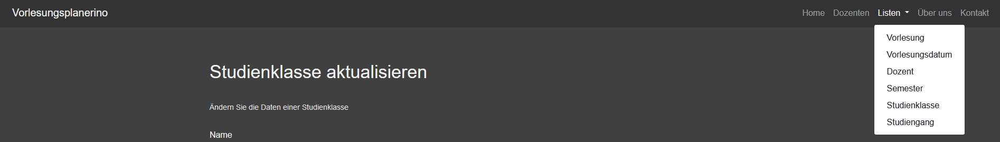 Vorlesungsplanerino
Home Dozenten Listen Über uns Kontakt
Vorlesung
Vorlesungsdatum
Dozent
Semester
Studienklasse
Studiengang
Studienklasse aktualisieren
Ändern Sie die Daten einer Studienklasse
Name